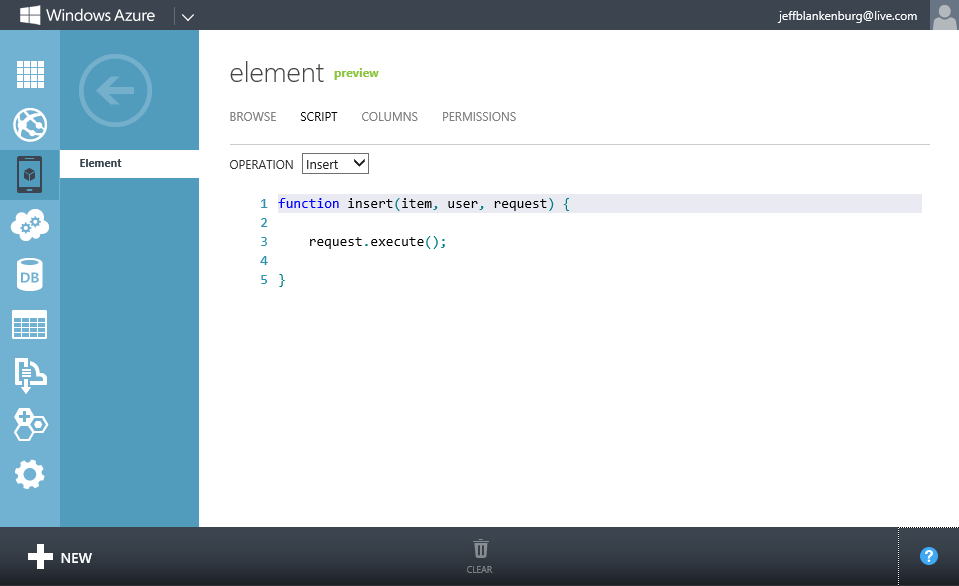 Windows Azure
jeffblankenburg@live.com
element preview
BROWSE SCRIPT COLUMNS PERMISSIONS
Element
OPERATION Insert
1 function insert(item, user, request) {
2
3     request.execute();
4
5 }
DB
NEW
CLEAR
?